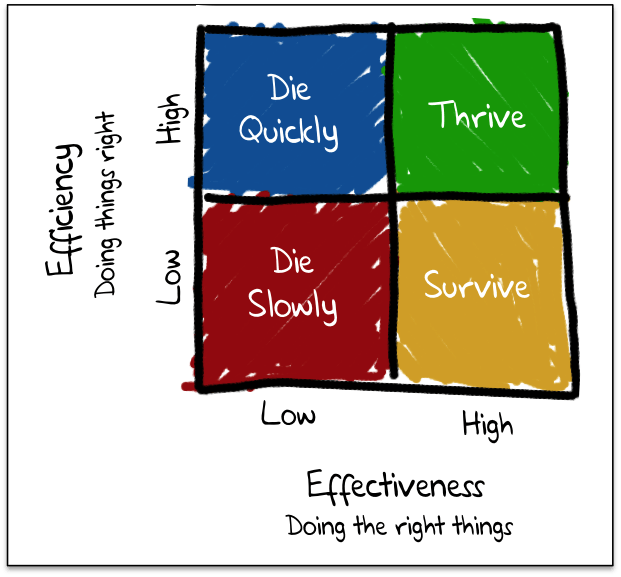 Efficiency
Doing things right
High
Low
Die
Quickly
Thrive
Die
Slowly
Survive
Low
High
Effectiveness
Doing the right things